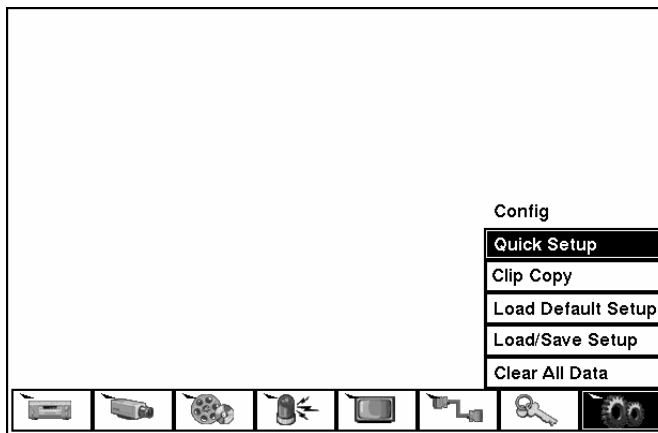 Config
Quick Setup
Clip Copy
Load Default Setup
Load/Save Setup
Clear All Data